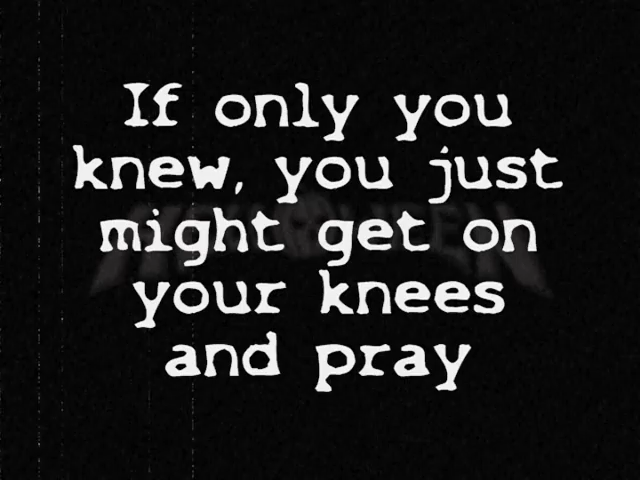 If only you
knew, you just
might get on
your knees
and pray